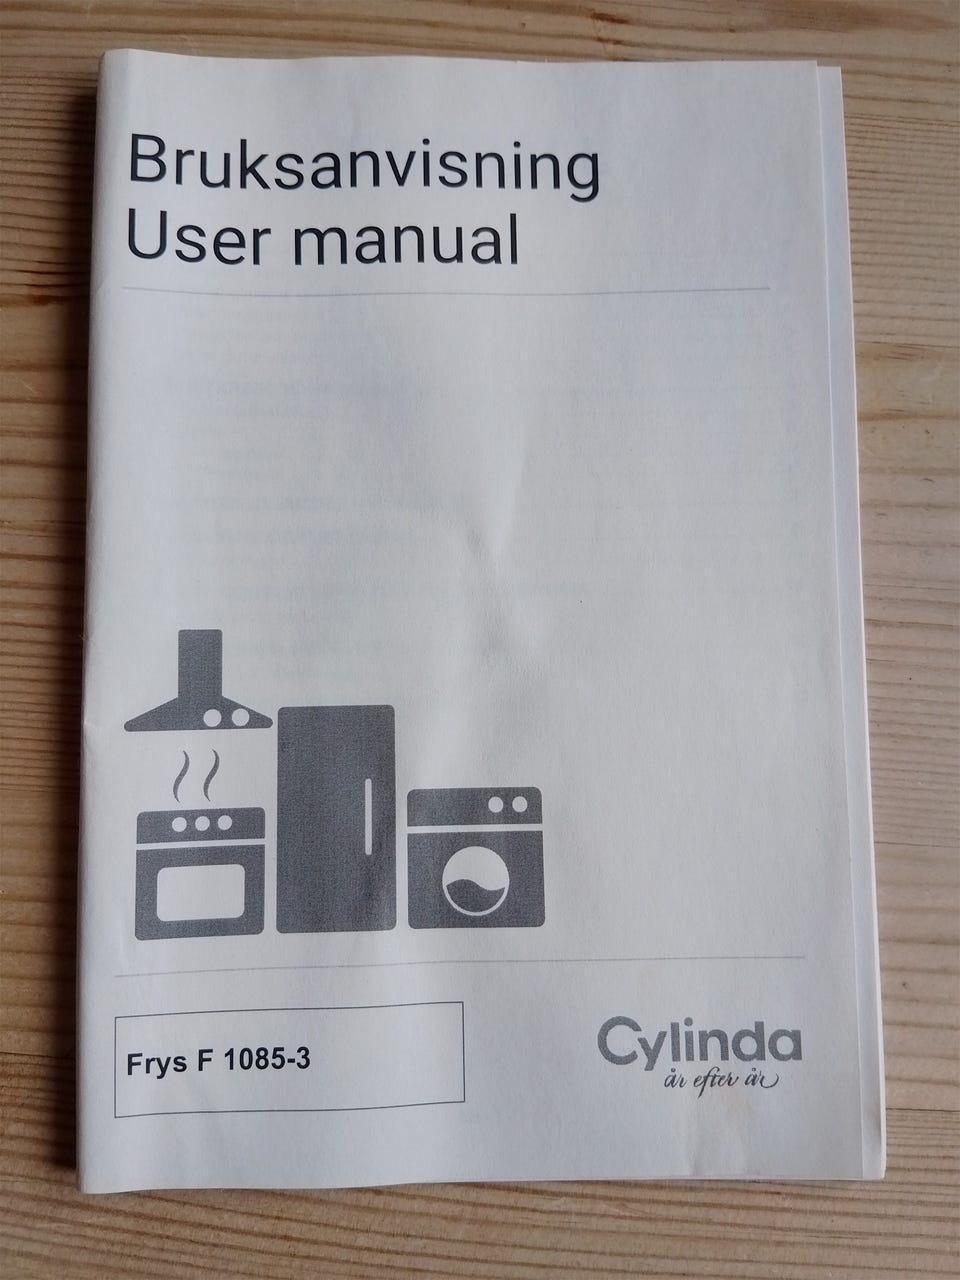 Bruksanvisning
User manual
Frys F 1085-3
Cylinda
år efter år